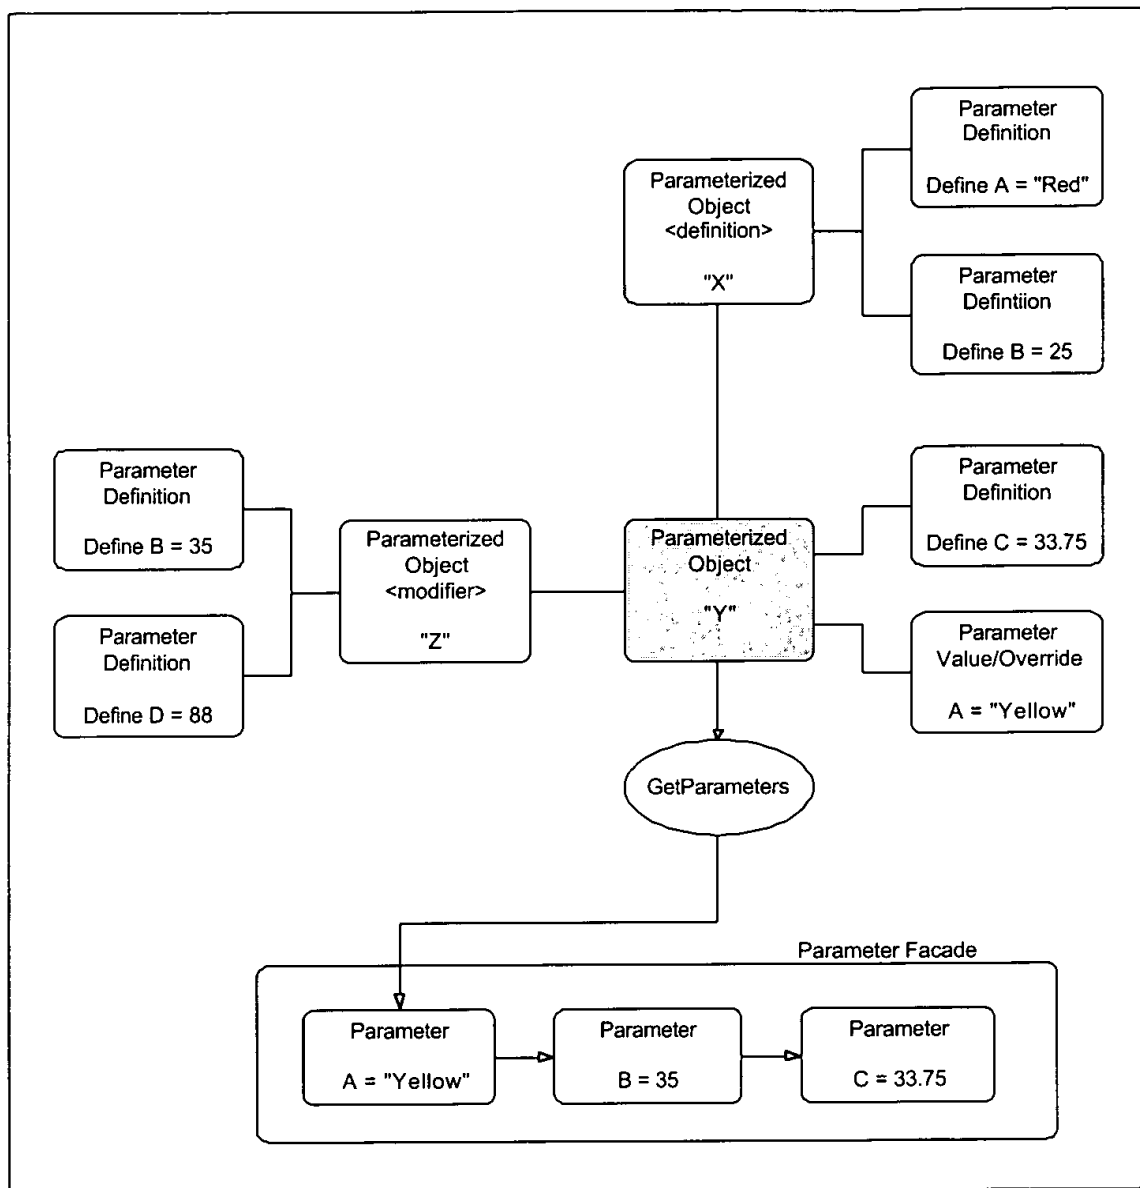 Parameter
Definition
Define A = "Red"
Parameterized
Object
<definition>
"X"
Parameter
Defintiion
Define B = 25
Parameter
Definition
Define B = 35
Parameter
Definition
Define C = 33.75
Parameterized
Object
<modifier>
"Z"
Parameterized
Object
"Y"
Parameter
Definition
Define D = 88
Parameter
Value/Override
A = "Yellow"
GetParameters
Parameter Facade
Parameter
A = "Yellow"
Parameter
B = 35
Parameter
C = 33.75